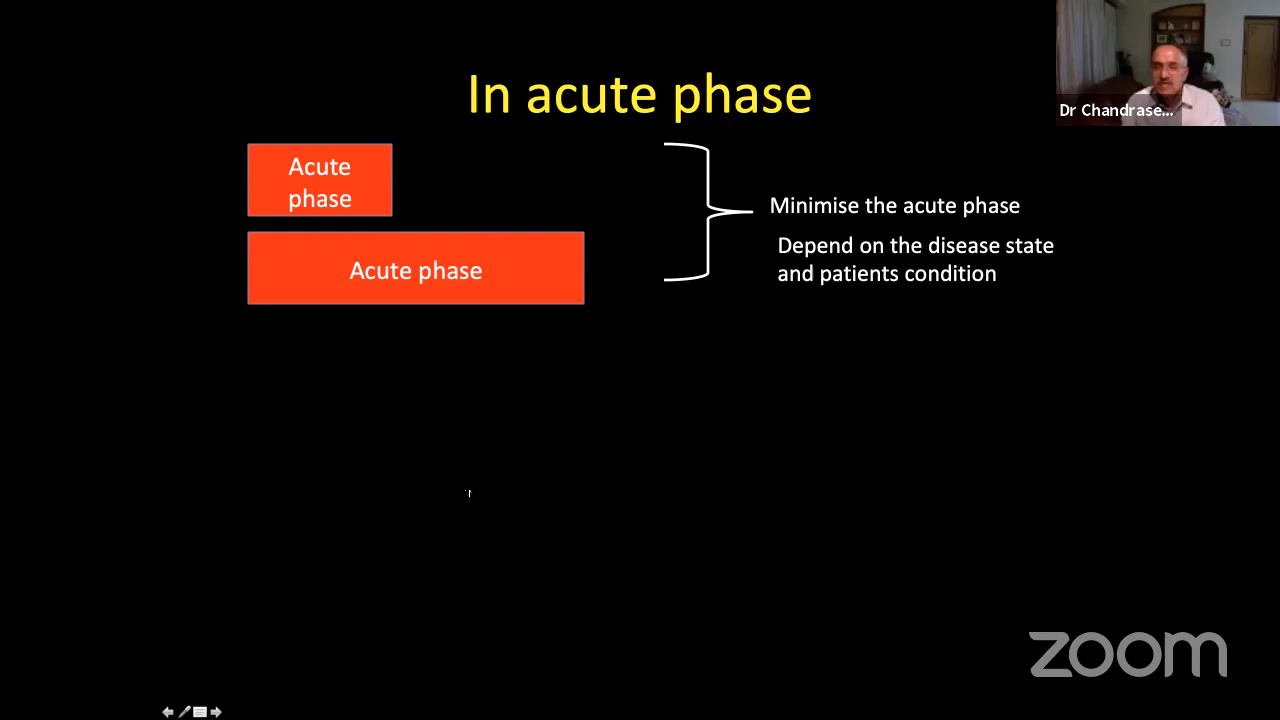 In acute phase
Dr Chandrase...
Acute
phase
Acute phase
Minimise the acute phase
Depend on the disease state
and patients condition
zoom